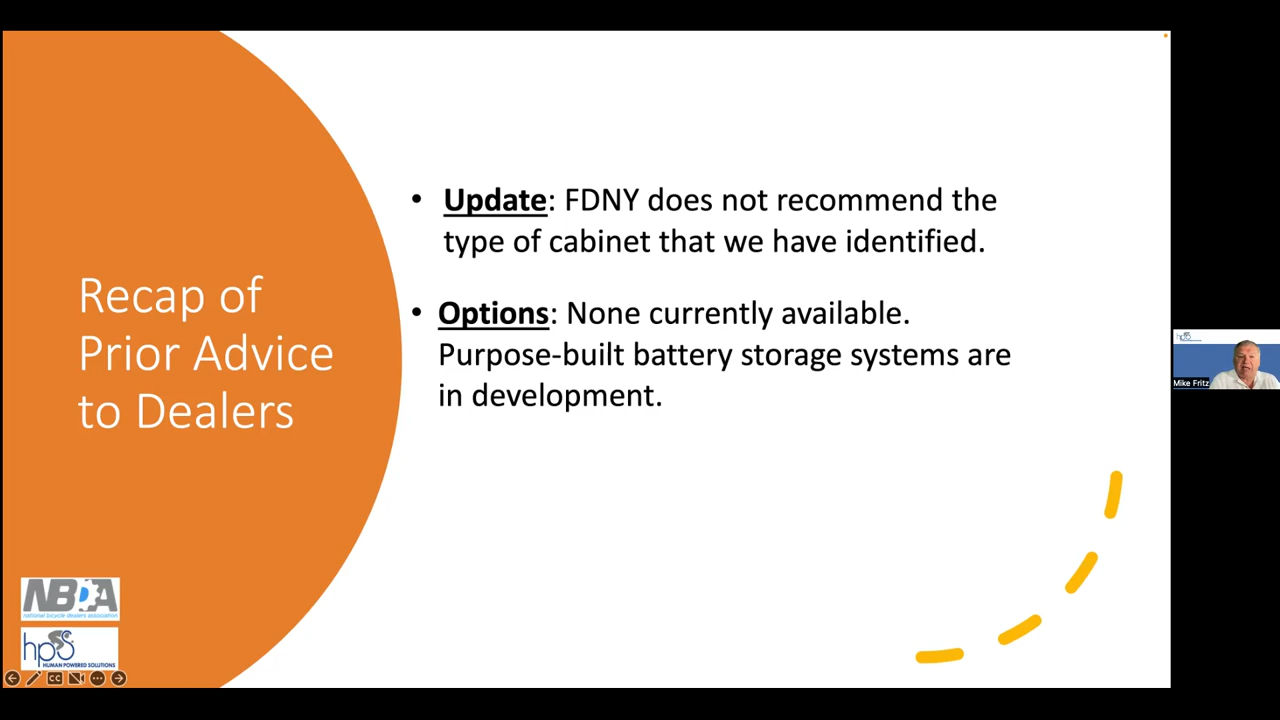 Recap of
Prior Advice
to Dealers
• Update: FDNY does not recommend the
type of cabinet that we have identified.
• Options: None currently available.
Purpose-built battery storage systems are
in development.
NBDA
national bicycle dealers association
hps
HUMAN POWERED SOLUTIONS
CC
Mike Fritz